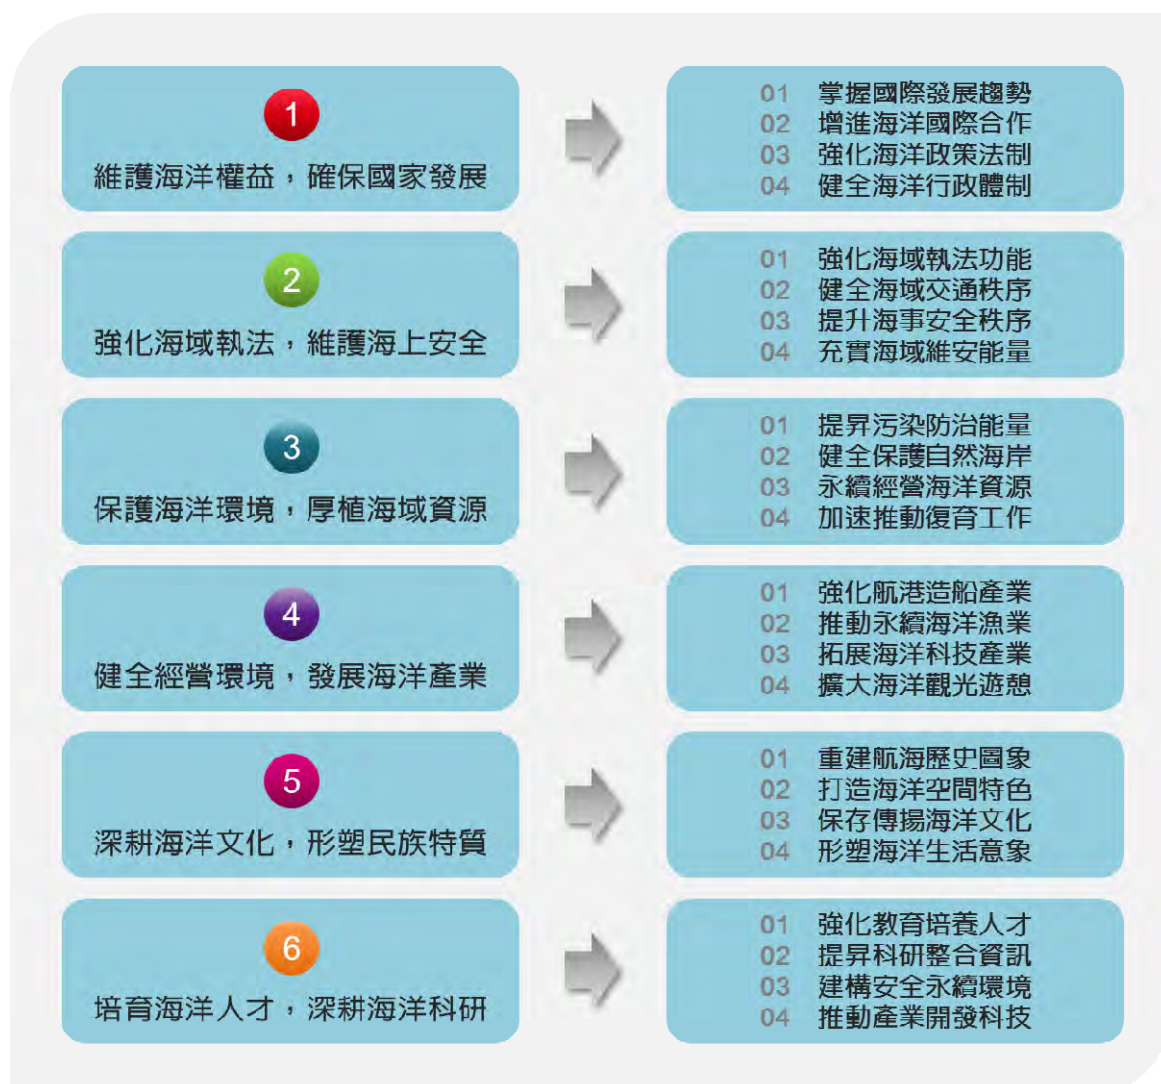 1
維護海洋權益，確保國家發展
01 掌握國際發展趨勢
02 增進海洋國際合作
03 強化海洋政策法制
04 健全海洋行政體制
2
強化海域執法，維護海上安全
01 強化海域執法功能
02 健全海域交通秩序
03 提升海事安全秩序
04 充實海域維安能量
3
保護海洋環境，厚植海域資源
01 提昇污染防治能量
02 健全保護自然海岸
03 永續經營海洋資源
04 加速推動復育工作
4
健全經營環境，發展海洋產業
01 強化航港造船產業
02 推動永續海洋漁業
03 拓展海洋科技產業
04 擴大海洋觀光遊憩
5
深耕海洋文化，形塑民族特質
01 重建航海歷史圖象
02 打造海洋空間特色
03 保存傳揚海洋文化
04 形塑海洋生活意象
6
培育海洋人才，深耕海洋科研
01 強化教育培養人才
02 提昇科研整合資訊
03 建構安全永續環境
04 推動產業開發科技